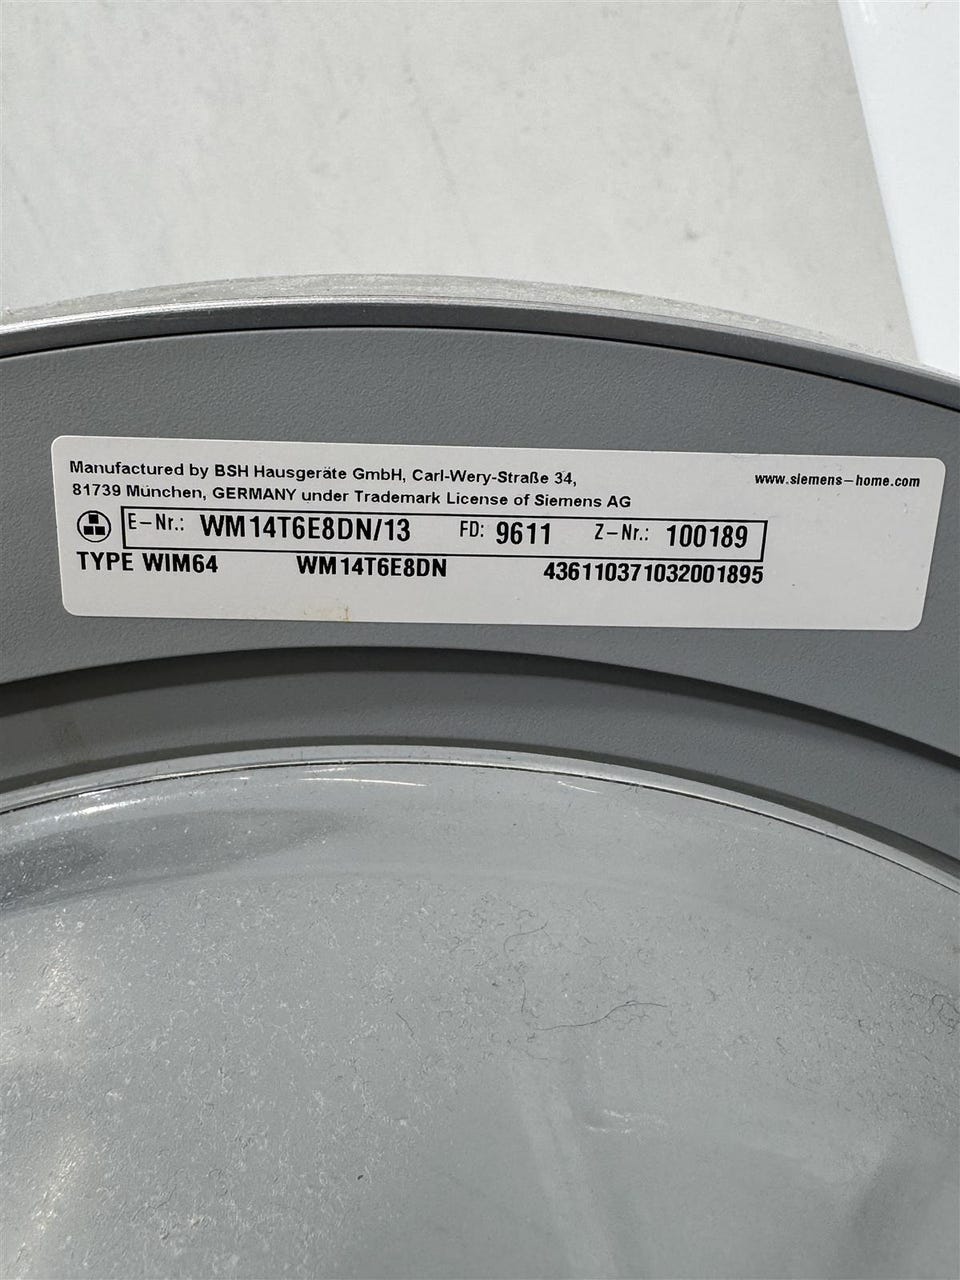 Manufactured by BSH Hausgeräte GmbH, Carl-Wery-Straße 34,
www.siemens-home.com
81739 München, GERMANY under Trademark License of Siemens AG
E-Nr.: WM14T6E8DN/13 FD: 9611 Z-Nr.: 100189
TYPE WIM64 WM14T6E8DN 436110371032001895